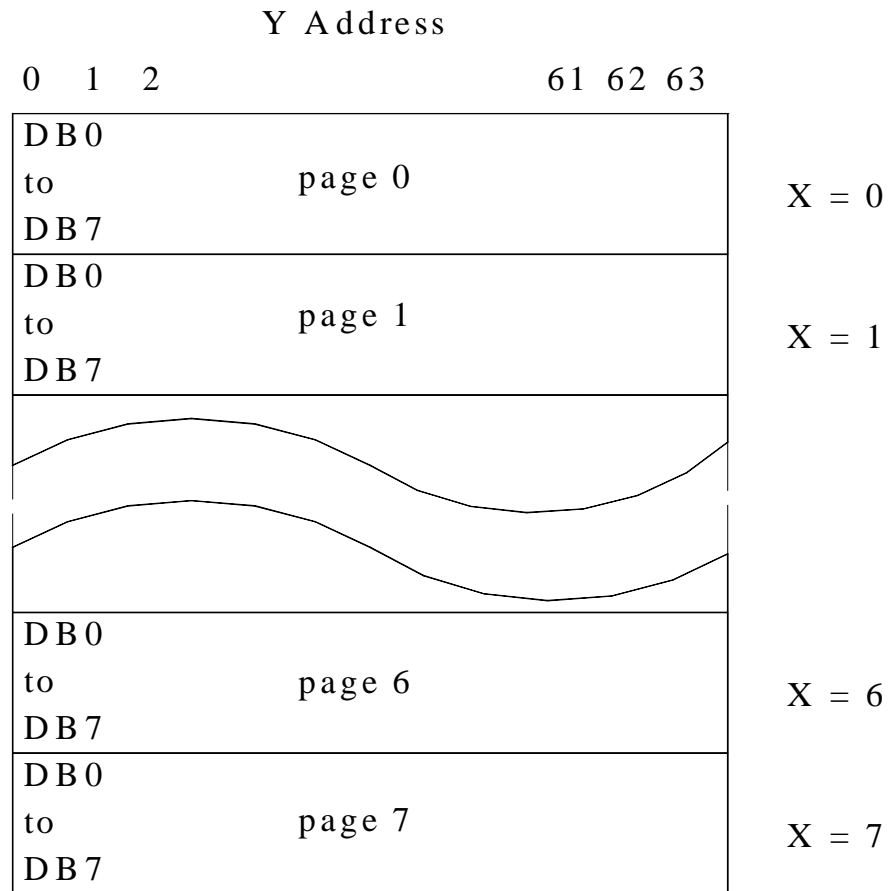 Y Address
0 1 2 61 62 63
DB0
to
DB7
page 0
X = 0
DB0
to
DB7
page 1
X = 1
DB0
to
DB7
page 6
X = 6
DB0
to
DB7
page 7
X = 7